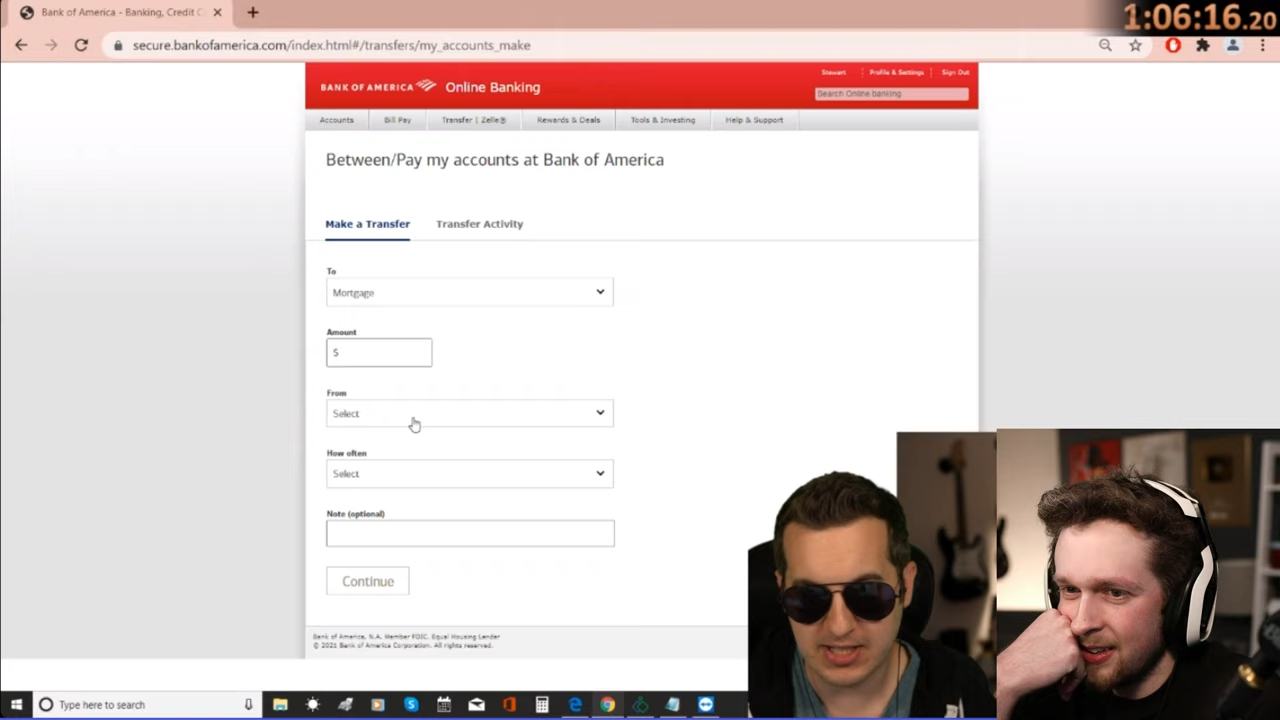 Bank of America - Banking, Credit C
1:06:16.20
secure.bankofamerica.com/index.html#/transfers/my_accounts_make
Stewart
Profile & Settings
Sign Out
BANK OF AMERICA
Online Banking
Search Online banking
Accounts
Bill Pay
Transfer | Zelle®
Rewards & Deals
Tools & Investing
Help & Support
Between/Pay my accounts at Bank of America
Make a Transfer
Transfer Activity
To
Mortgage
Amount
$
From
Select
How often
Select
Note (optional)
Continue
Bank of America, N.A. Member FDIC. Equal Housing Lender
© 2021 Bank of America Corporation. All rights reserved.
Type here to search